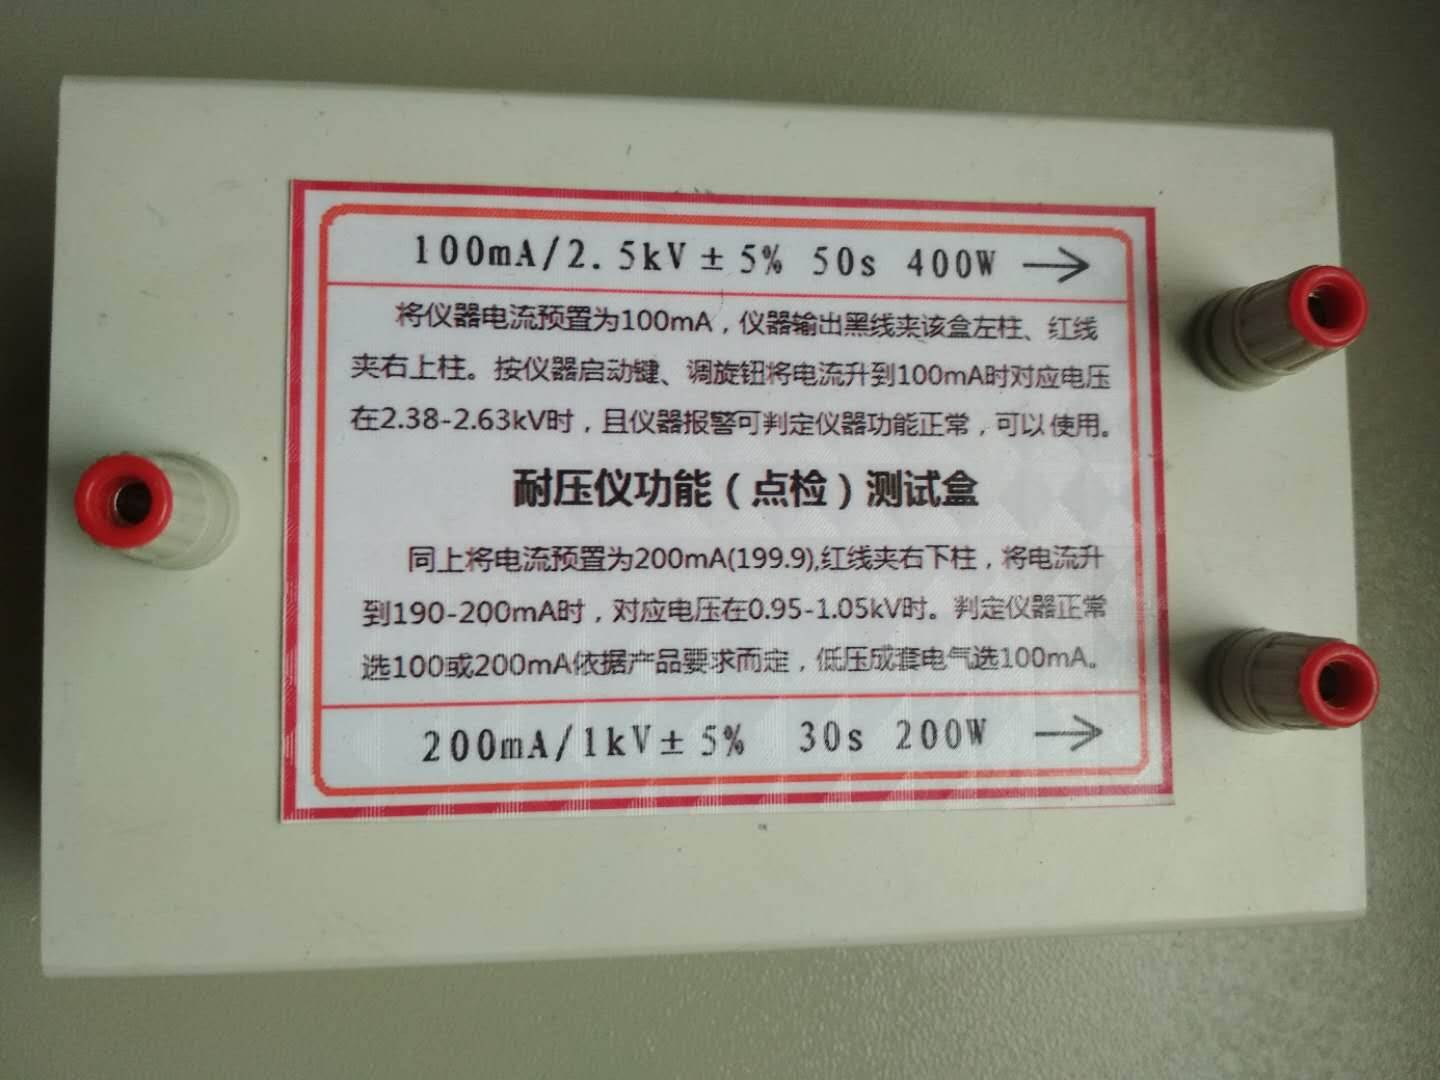 100mA/2.5kV±5% 50s 400W →
将仪器电流预置为100mA，仪器输出黑线夹该盒左柱、红线
夹右上柱。按仪器启动键、调旋钮将电流升到100mA时对应电压
在2.38-2.63kV时，且仪器报警可判定仪器功能正常，可以使用。
耐压仪功能（点检）测试盒
同上将电流预置为200mA(199.9),红线夹右下柱，将电流升
到190-200mA时，对应电压在0.95-1.05kV时。判定仪器正常
选100或200mA依据产品要求而定，低压成套电气选100mA。
200mA/1kV±5% 30s 200W →